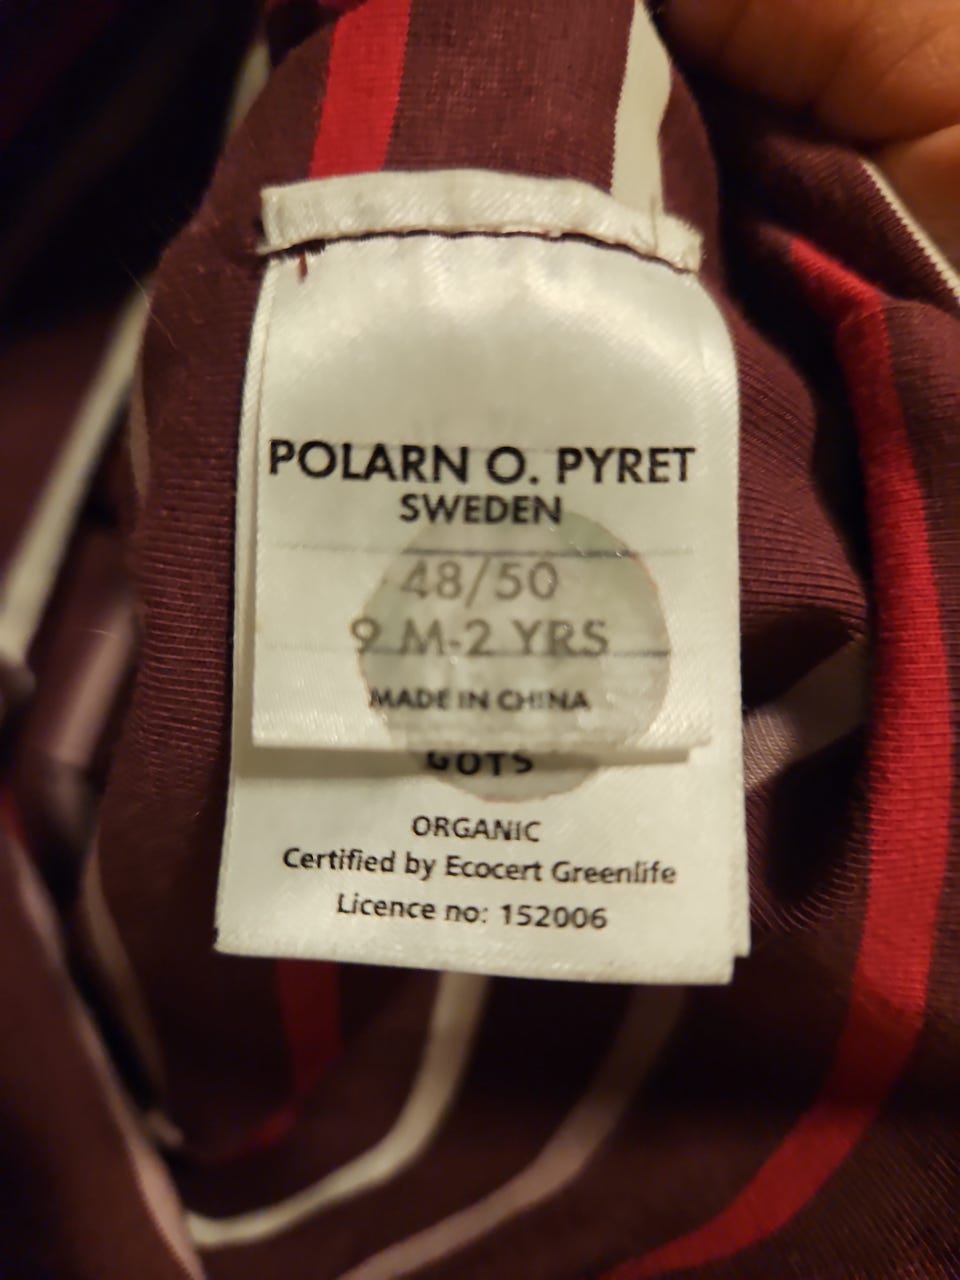 POLARN O. PYRET
SWEDEN
48/50
9 M-2 YRS
MADE IN CHINA
GOTS
ORGANIC
Certified by Ecocert Greenlife
Licence no: 152006